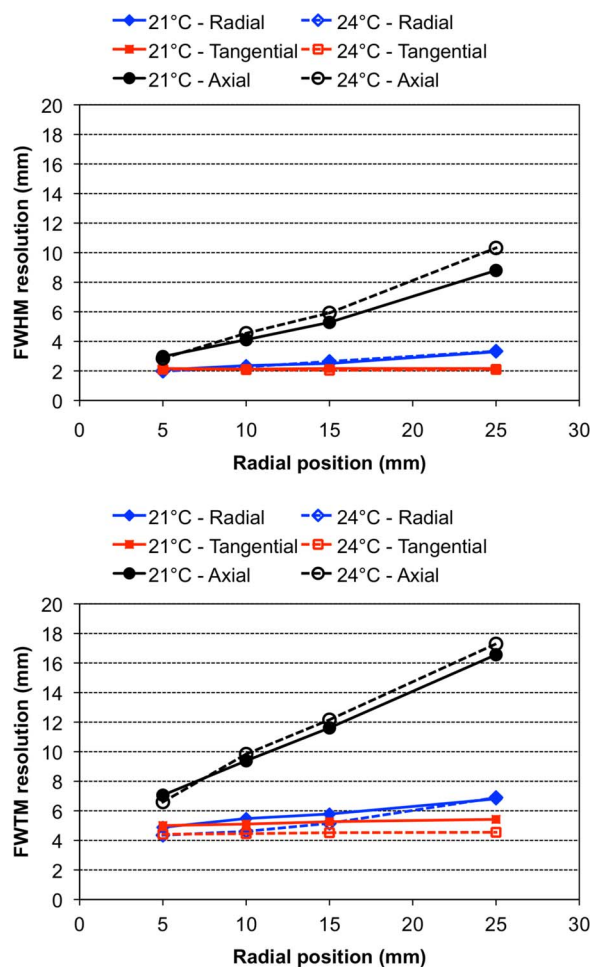 21°C - Radial 24°C - Radial
21°C - Tangential 24°C - Tangential
21°C - Axial 24°C - Axial
20
18
16
14
12
10
8
6
4
2
0
FWHM resolution (mm)
0 5 10 15 20 25 30
Radial position (mm)
21°C - Radial 24°C - Radial
21°C - Tangential 24°C - Tangential
21°C - Axial 24°C - Axial
20
18
16
14
12
10
8
6
4
2
0
FWTM resolution (mm)
0 5 10 15 20 25 30
Radial position (mm)